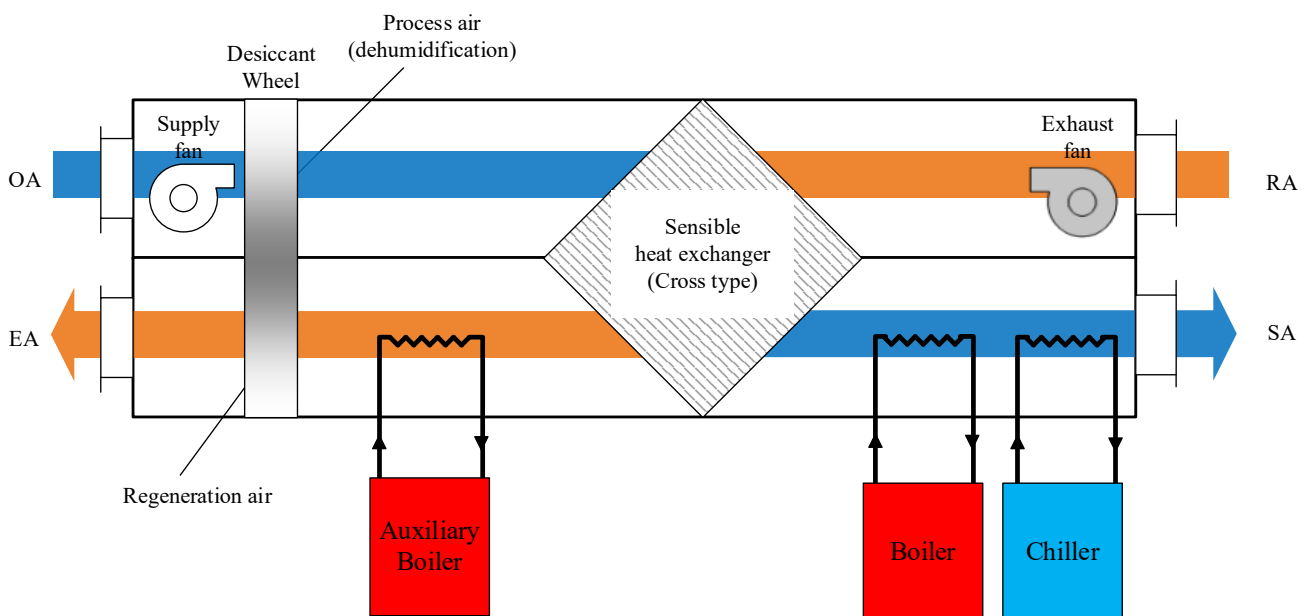 Process air
(dehumidification)
Desiccant
Wheel
Supply
fan
Exhaust
fan
OA
RA
Sensible
heat exchanger
(Cross type)
EA
SA
Regeneration air
Auxiliary
Boiler
Boiler
Chiller